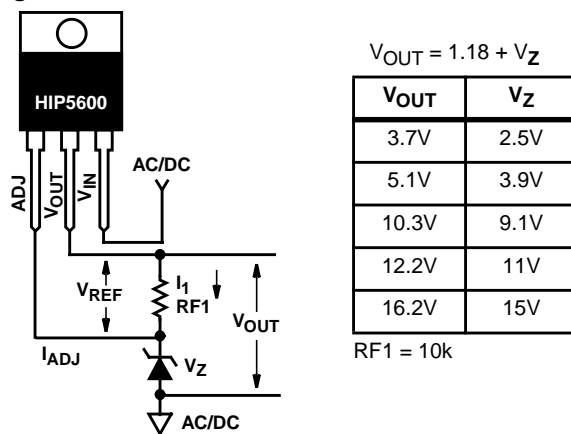 HIP5600
ADJ
VOUT
VIN
AC/DC
VREF
I1
RF1
VOUT
IADJ
VZ
AC/DC
VOUT = 1.18 + VZ
VOUT VZ
3.7V 2.5V
5.1V 3.9V
10.3V 9.1V
12.2V 11V
16.2V 15V
RF1 = 10k